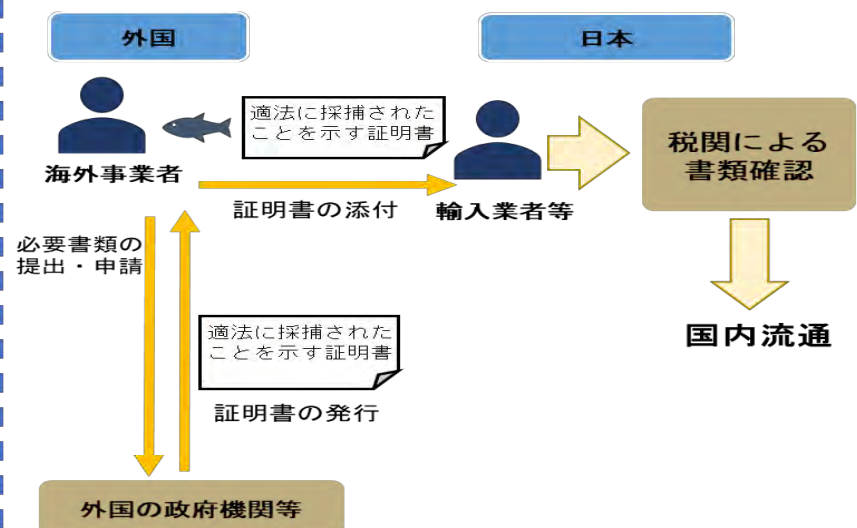 外国
日本
適法に採捕された
ことを示す証明書
税関による
書類確認
海外事業者
証明書の添付
輸入業者等
必要書類の
提出・申請
国内流通
適法に採捕された
ことを示す証明書
証明書の発行
外国の政府機関等